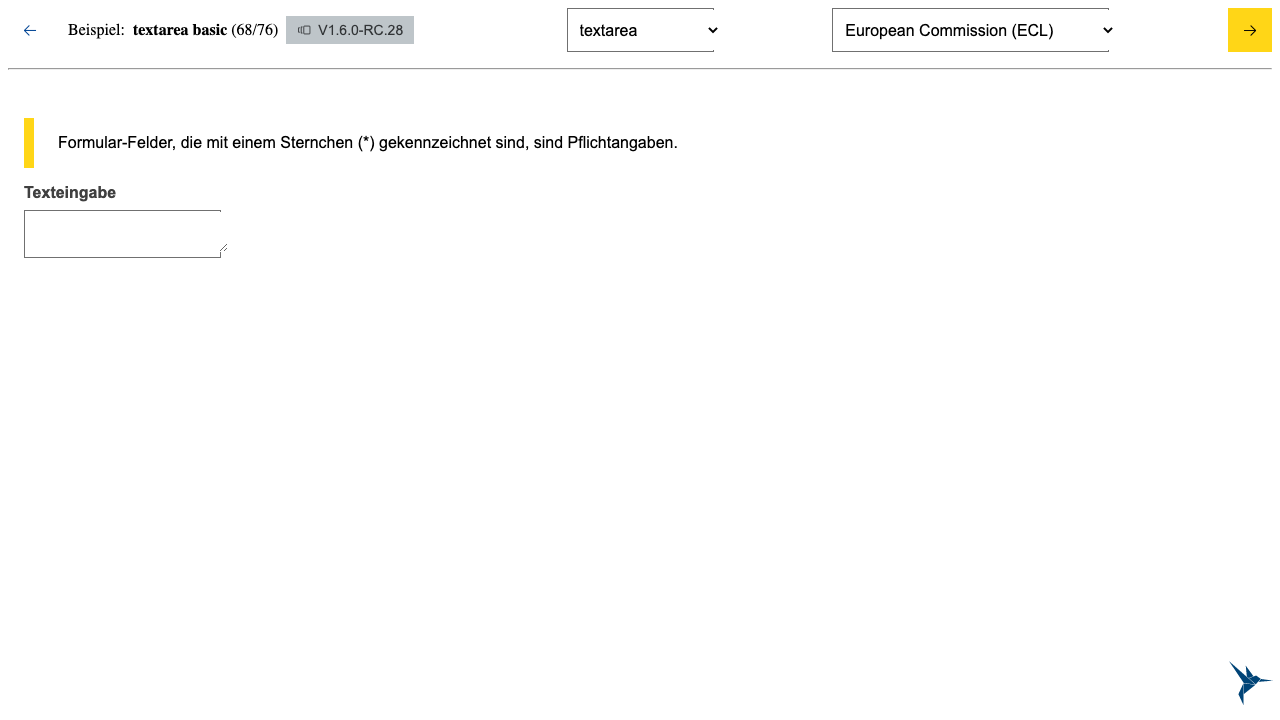 Beispiel: textarea basic (68/76) V1.6.0-RC.28 textarea European Commission (ECL)
Formular-Felder, die mit einem Sternchen (*) gekennzeichnet sind, sind Pflichtangaben.
Texteingabe